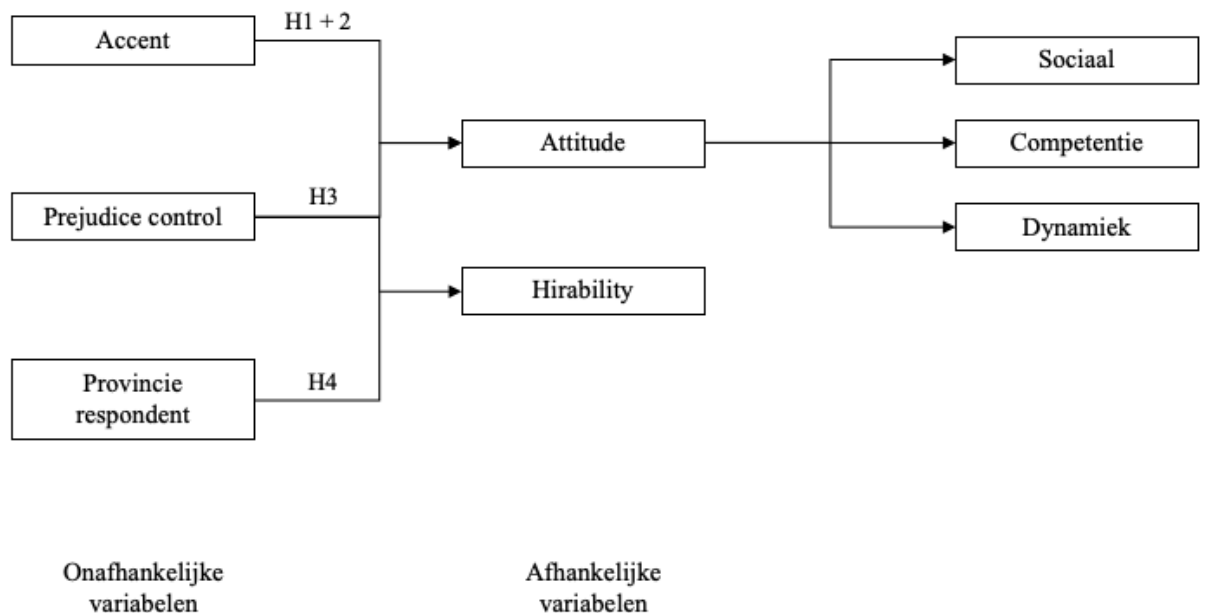 H1 + 2
Accent
Sociaal
Attitude
Competentie
H3
Prejudice control
Dynamiek
Hirability
Provincie
respondent
H4
Onafhankelijke
variabelen
Afhankelijke
variabelen